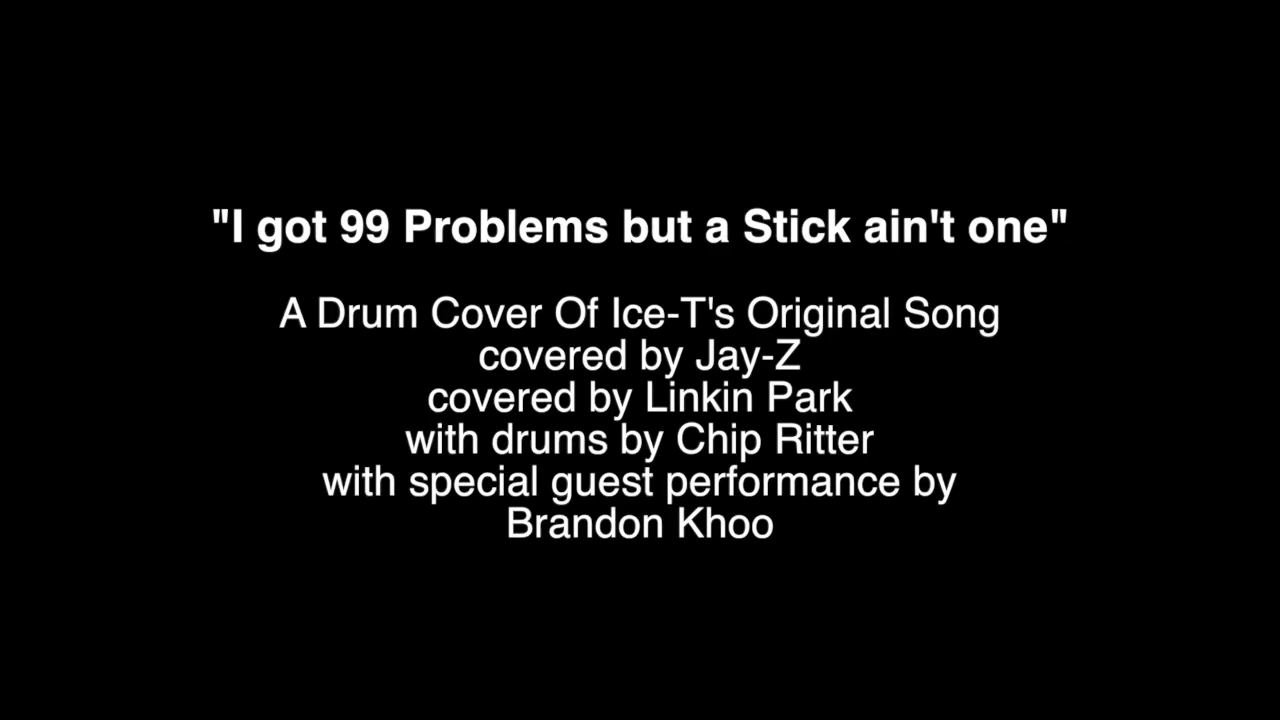 "I got 99 Problems but a Stick ain't one"
A Drum Cover Of Ice-T's Original Song
covered by Jay-Z
covered by Linkin Park
with drums by Chip Ritter
with special guest performance by
Brandon Khoo